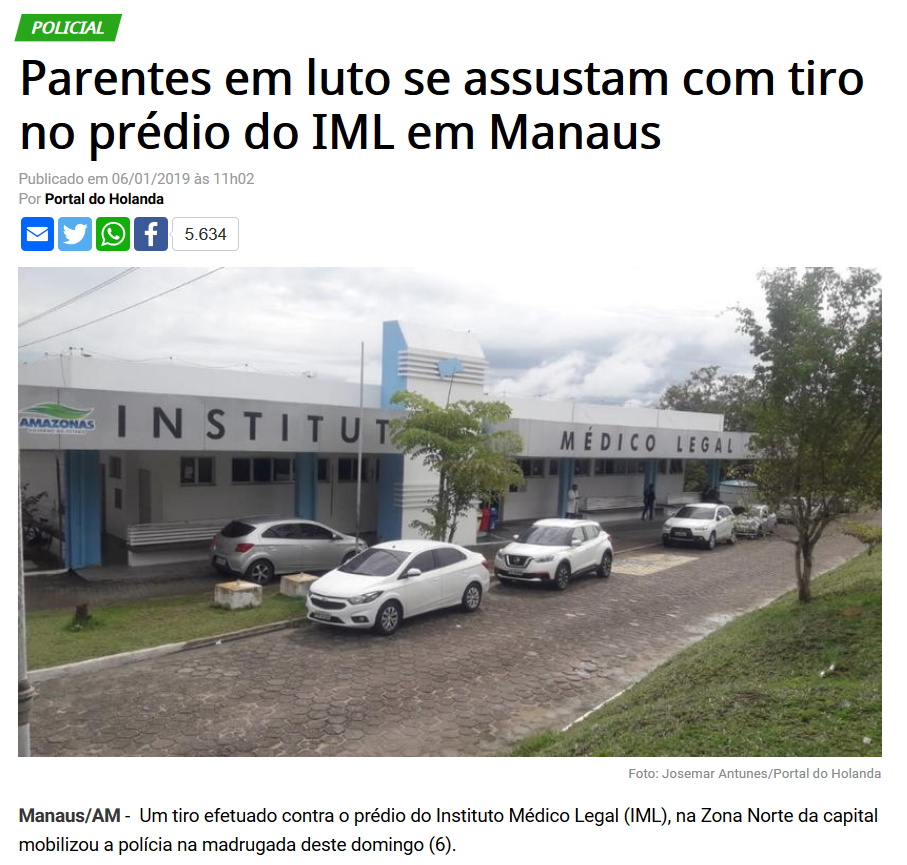 POLICIAL
Parentes em luto se assustam com tiro
no prédio do IML em Manaus
Publicado em 06/01/2019 às 11h02
Por Portal do Holanda
5.634
AMAZONAS
INSTITUT
MÉDICO LEGAL
Foto: Josemar Antunes/Portal do Holanda
Manaus/AM - Um tiro efetuado contra o prédio do Instituto Médico Legal (IML), na Zona Norte da capital
mobilizou a polícia na madrugada deste domingo (6).